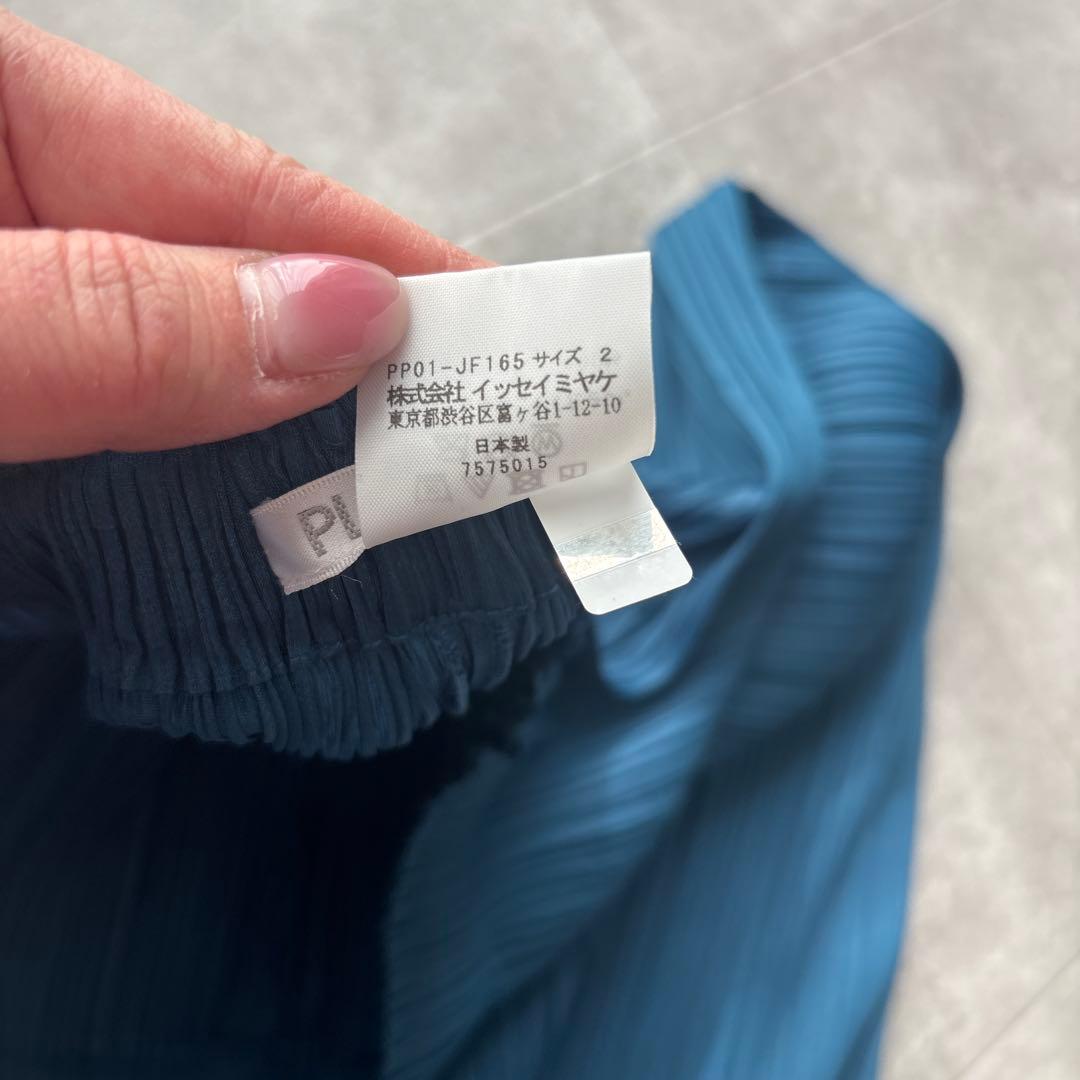 PP01-JF165 サイズ 2
株式会社 イッセイミヤケ
東京都渋谷区富ヶ谷1-12-10
日本製
7575015